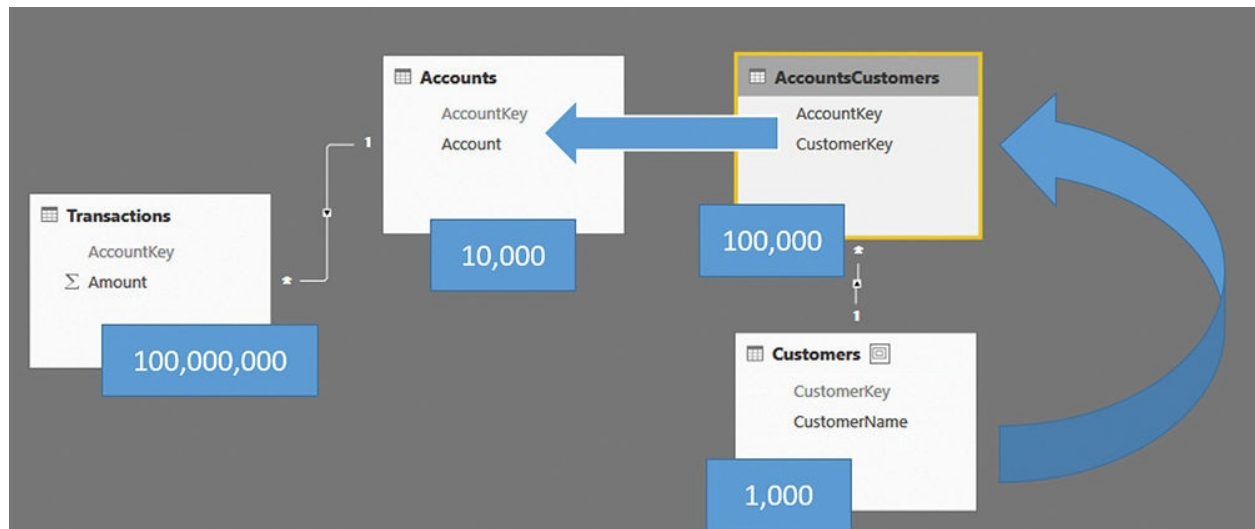 Accounts
AccountKey
Account
10,000
AccountsCustomers
AccountKey
CustomerKey
100,000
1
*
Transactions
AccountKey
Σ Amount
100,000,000
*
1
Customers
CustomerKey
CustomerName
1,000